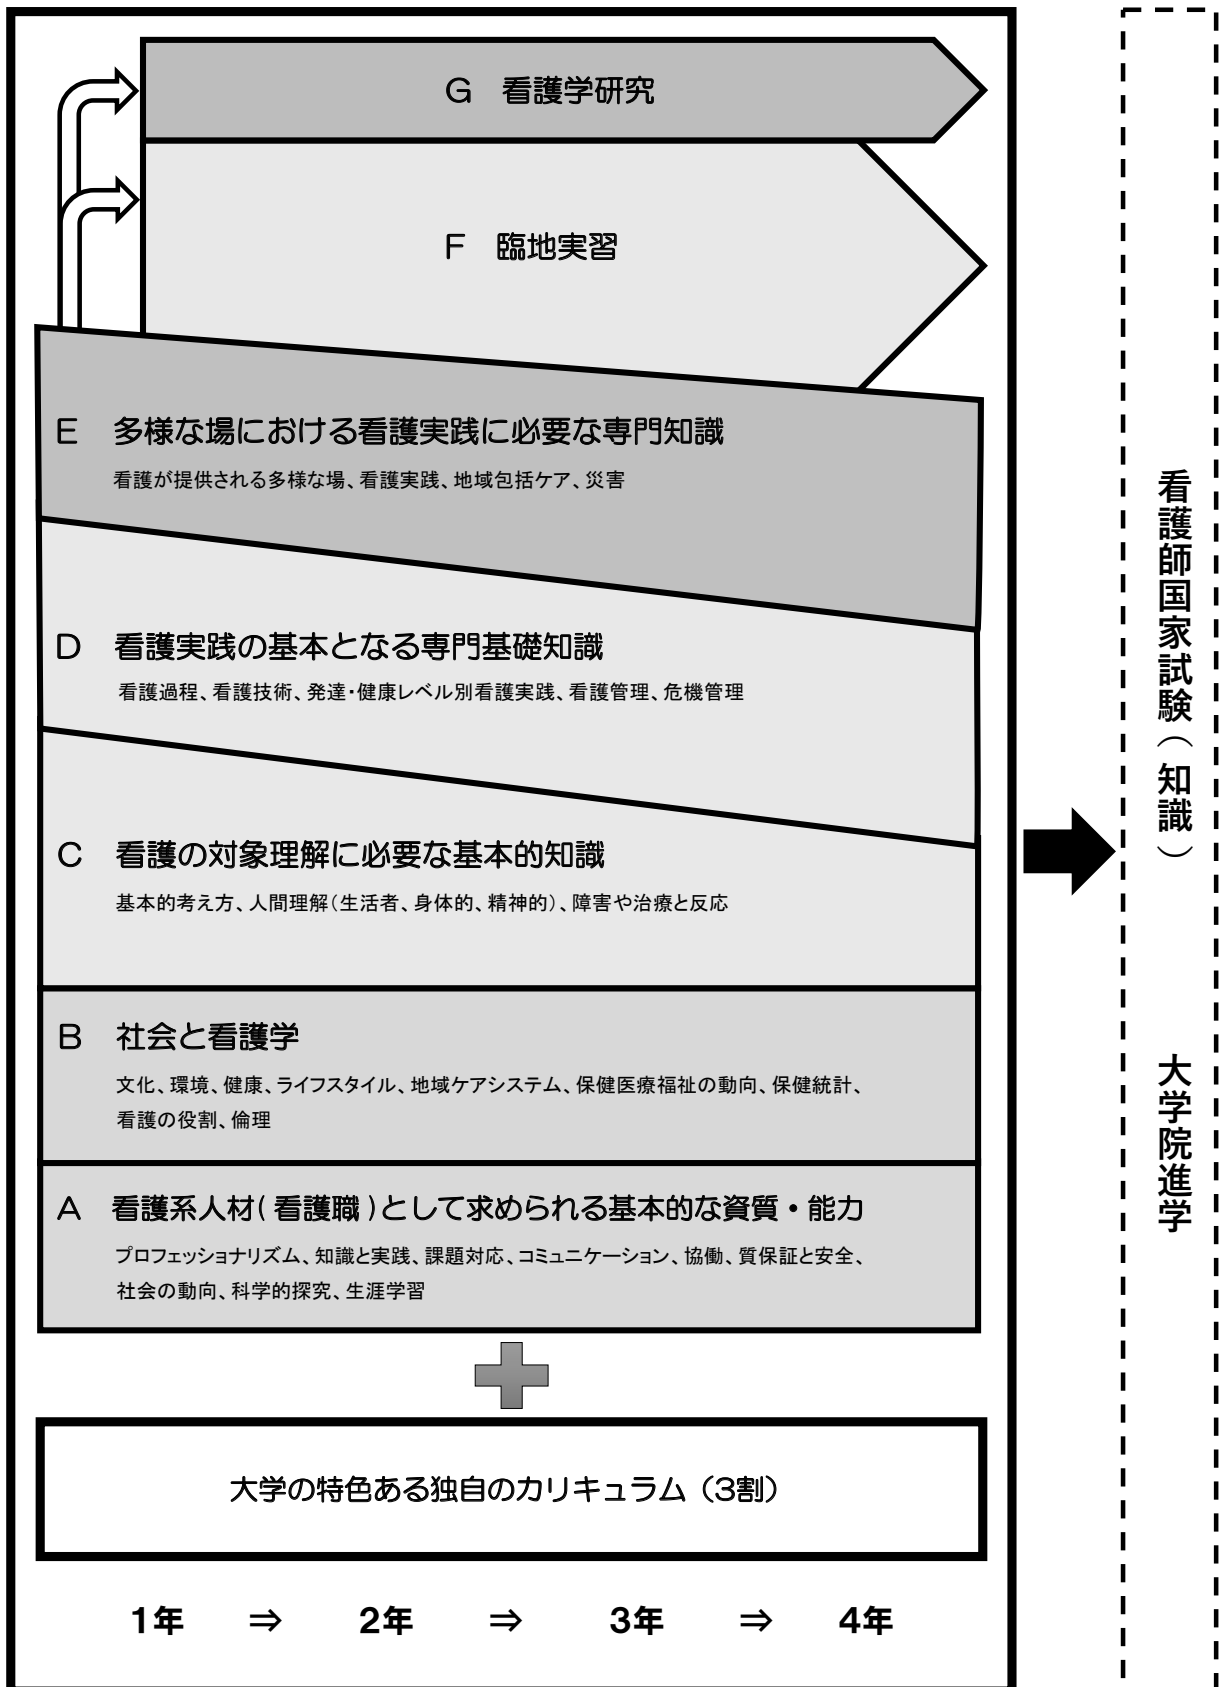 G 看護学研究
F 臨地実習
E 多様な場における看護実践に必要な専門知識
看護が提供される多様な場、看護実践、地域包括ケア、災害
D 看護実践の基本となる専門基礎知識
看護過程、看護技術、発達・健康レベル別看護実践、看護管理、危機管理
C 看護の対象理解に必要な基本的知識
基本的考え方、人間理解（生活者、身体的、精神的）、障害や治療と反応
B 社会と看護学
文化、環境、健康、ライフスタイル、地域ケアシステム、保健医療福祉の動向、保健統計、
看護の役割、倫理
A 看護系人材(看護職)として求められる基本的な資質・能力
プロフェッショナリズム、知識と実践、課題対応、コミュニケーション、協働、質保証と安全、
社会の動向、科学的探究、生涯学習
大学の特色ある独自のカリキュラム（3割）
1年 ⇒ 2年 ⇒ 3年 ⇒ 4年
看護師国家試験（知識）
大学院進学